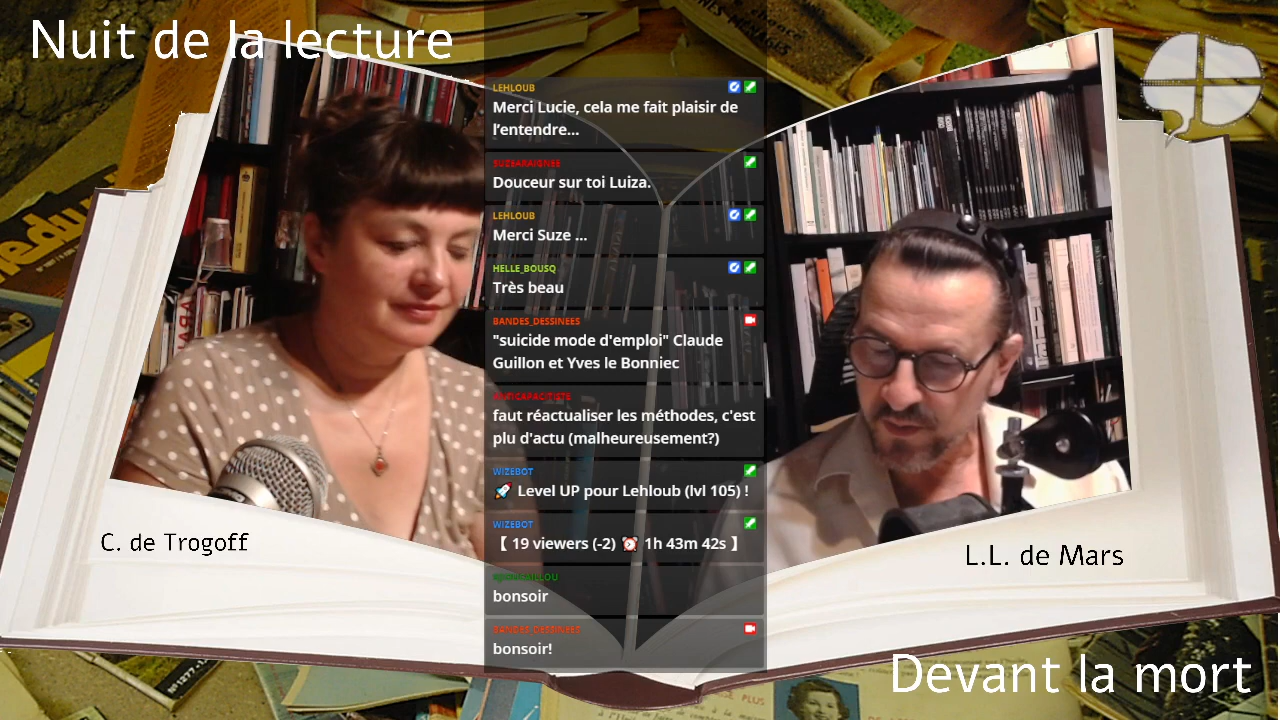 Nuit de la lecture
LEHLOUB
Merci Lucie, cela me fait plaisir de
l'entendre...
SUZEARAIGNEE
Douceur sur toi Luiza.
LEHLOUB
Merci Suze ...
HELLE_BOUSQ
Très beau
BANDES_DESSINEES
"suicide mode d'emploi" Claude
Guillon et Yves le Bonniec
faut réactualiser les méthodes, c'est
plu d'actu (malheureusement?)
WIZEBOT
🚀 Level UP pour Lehloub (lvl 105) !
WIZEBOT
【 19 viewers (-2) ⏰ 1h 43m 42s 】
bonsoir
BANDES_DESSINEES
bonsoir!
C. de Trogoff
L.L. de Mars
Devant la mort